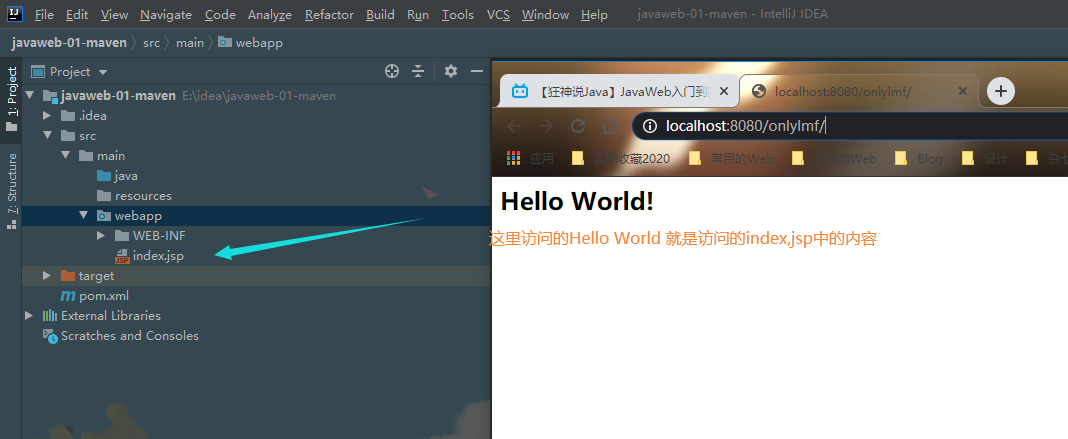 File Edit View Navigate Code Analyze Refactor Build Run Tools VCS Window Help javaweb-01-maven - IntelliJ IDEA
javaweb-01-maven src main webapp
1: Project
7: Structure
Project
javaweb-01-maven E:\idea\javaweb-01-maven
.idea
src
main
java
resources
webapp
WEB-INF
index.jsp
target
pom.xml
External Libraries
Scratches and Consoles
【狂神说Java】JavaWeb入门到 localhost:8080/onlylmf/
localhost:8080/onlylmf/
应用 收藏2020 常用的Web 的Web Blog 设计
Hello World!
这里访问的Hello World 就是访问的index,jsp中的内容